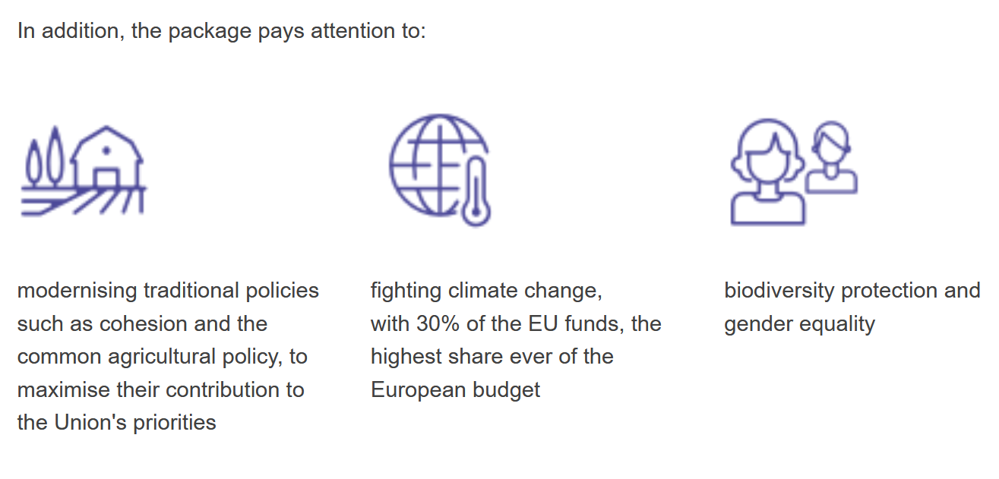 In addition, the package pays attention to:
modernising traditional policies
such as cohesion and the
common agricultural policy, to
maximise their contribution to
the Union's priorities
fighting climate change,
with 30% of the EU funds, the
highest share ever of the
European budget
biodiversity protection and
gender equality